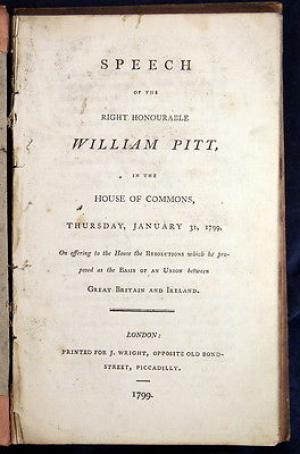 SPEECH
OF THE
RIGHT HONOURABLE
WILLIAM PITT,
IN THE
HOUSE OF COMMONS,
THURSDAY, JANUARY 31, 1799,
On offering to the House the RESOLUTIONS which he pro-
posed as the BASIS OF AN UNION between
GREAT BRITAIN AND IRELAND.
LONDON:
PRINTED FOR J. WRIGHT, OPPOSITE OLD BOND-
STREET, PICCADILLY.
1799.